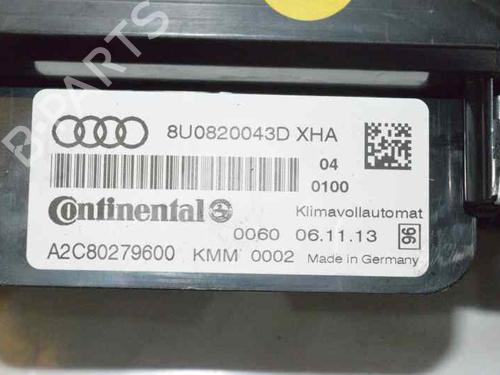 8U0820043D XHA
04
0100
Continental
Klimavollautomat
0060 06.11.13 96
A2C80279600 KMM 0002 Made in Germany
B-PARTS